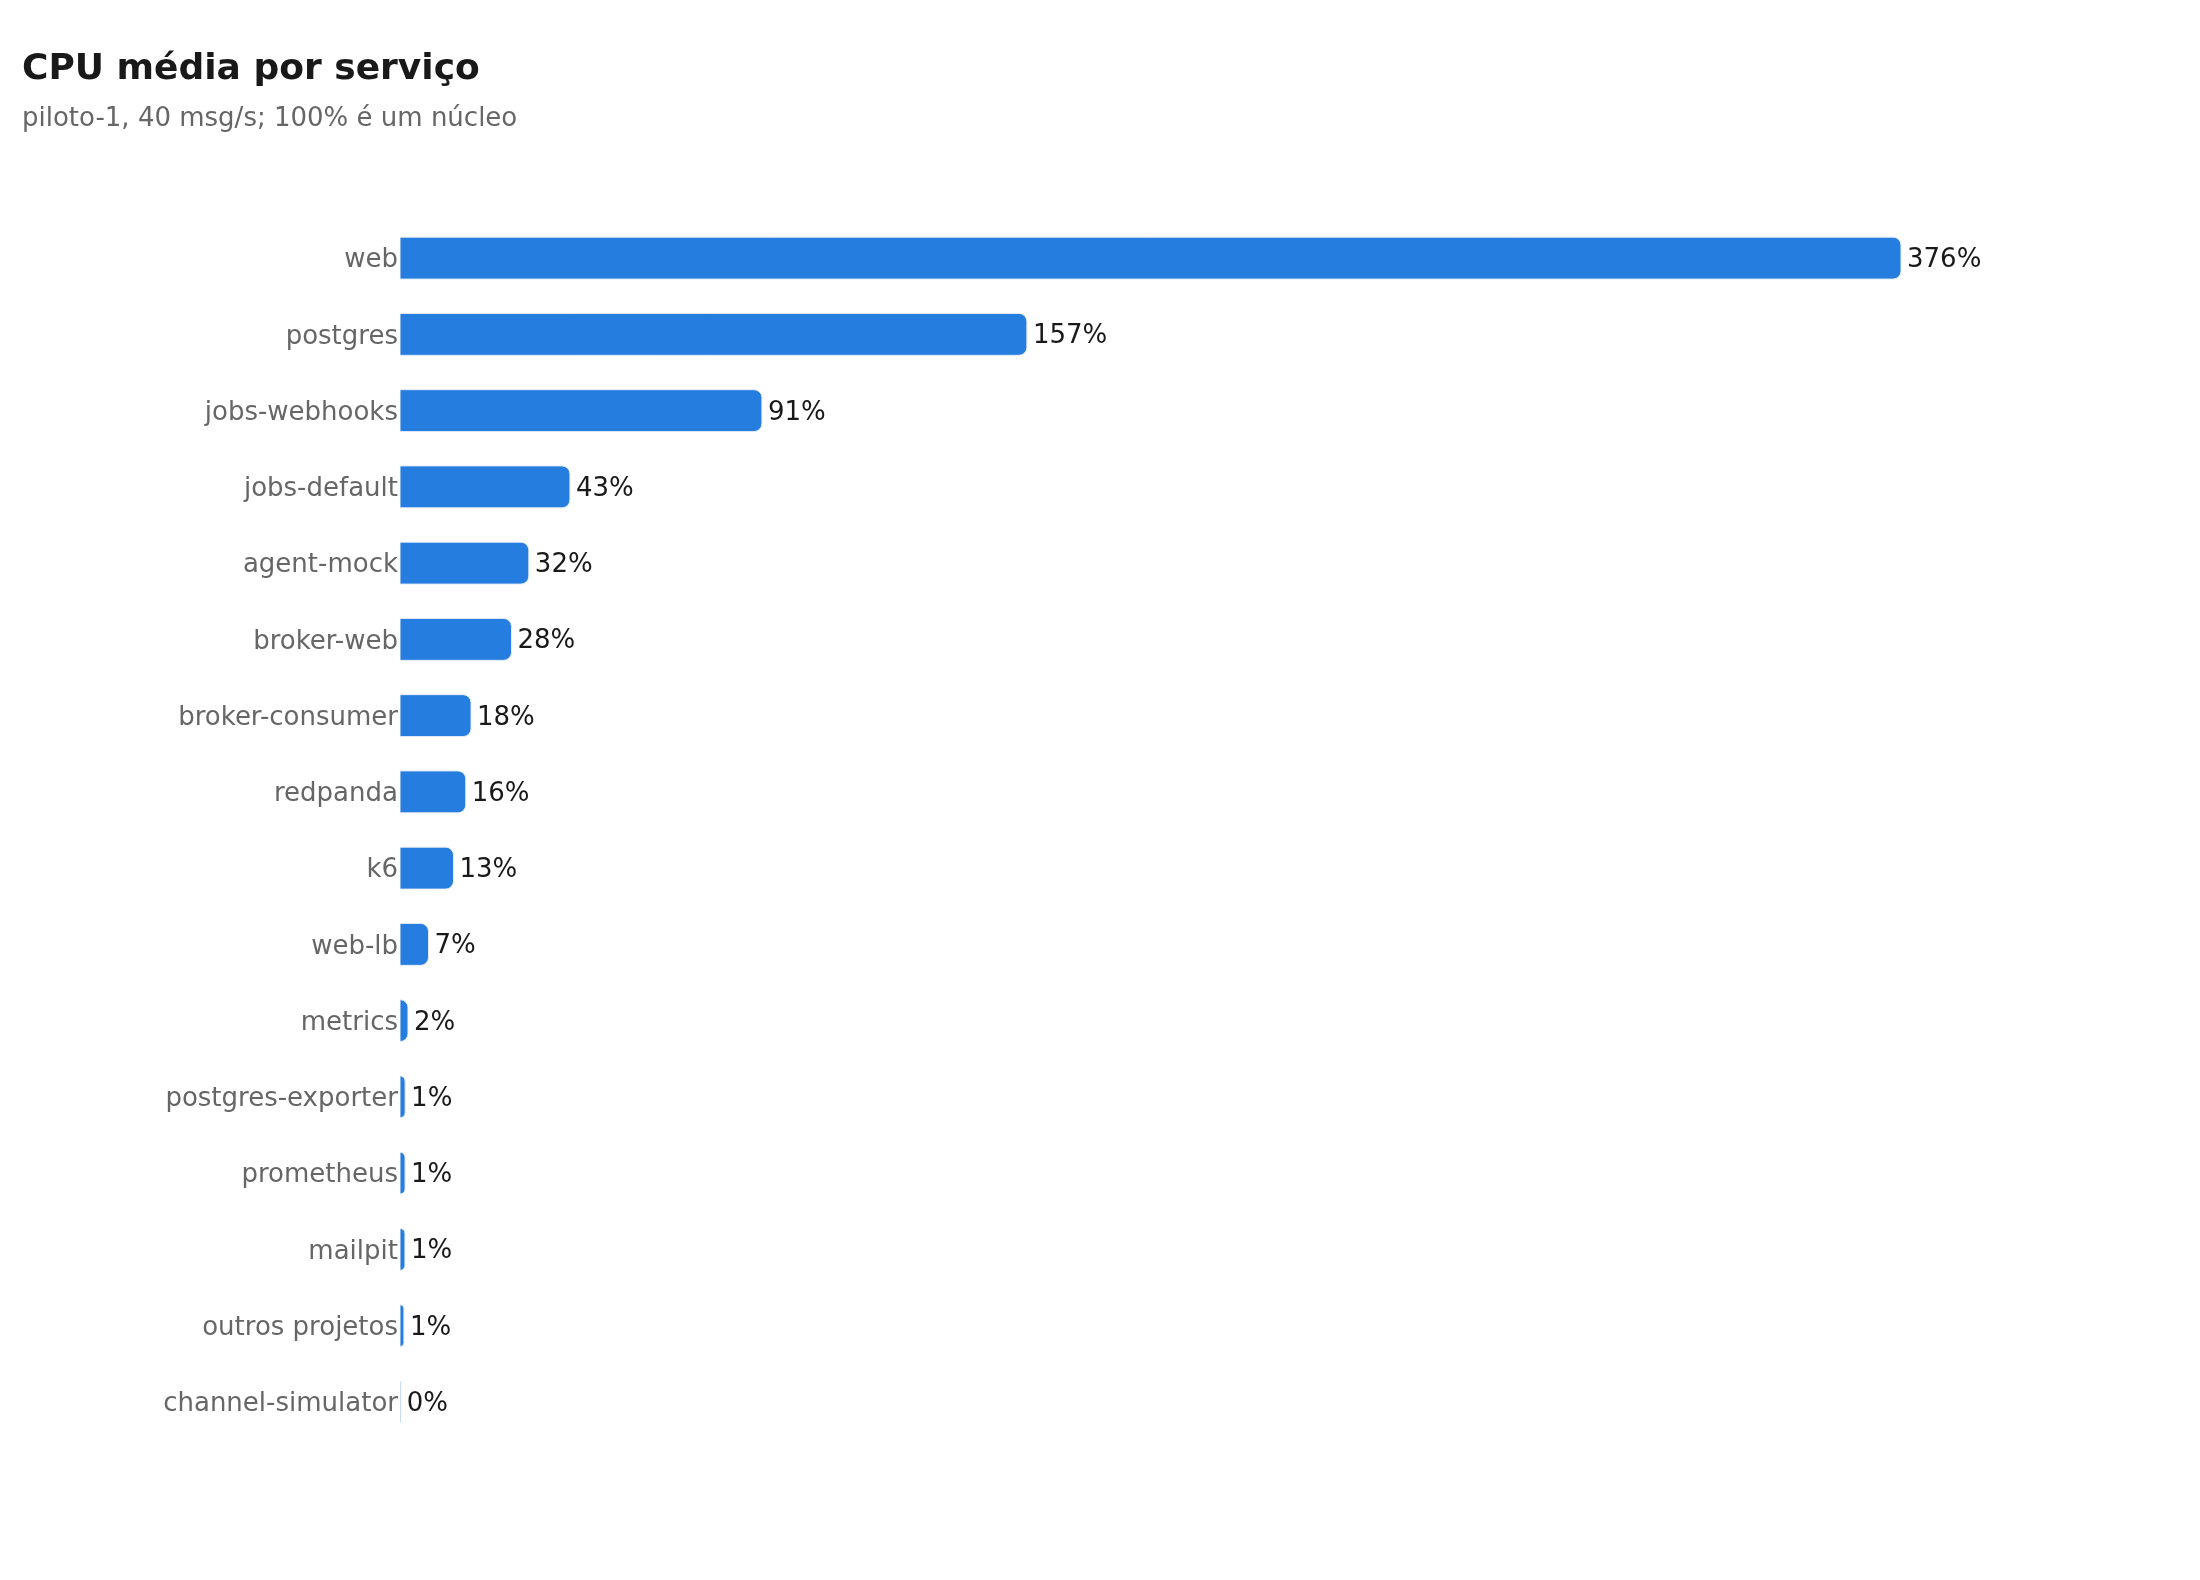 CPU média por serviço
piloto-1, 40 msg/s; 100% é um núcleo
web 376%
postgres 157%
jobs-webhooks 91%
jobs-default 43%
agent-mock 32%
broker-web 28%
broker-consumer 18%
redpanda 16%
k6 13%
web-lb 7%
metrics 2%
postgres-exporter 1%
prometheus 1%
mailpit 1%
outros projetos 1%
channel-simulator 0%